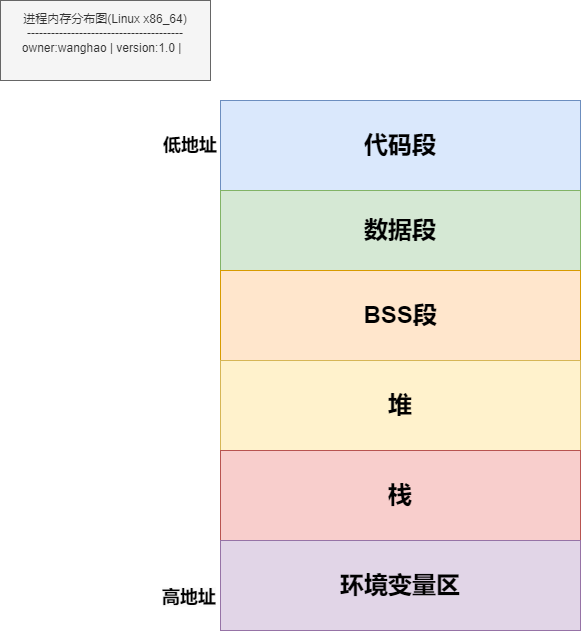 进程内存分布图(Linux x86_64)
---------------------------------------
owner:wanghao | version:1.0 |
低地址
代码段
数据段
BSS段
堆
栈
高地址
环境变量区